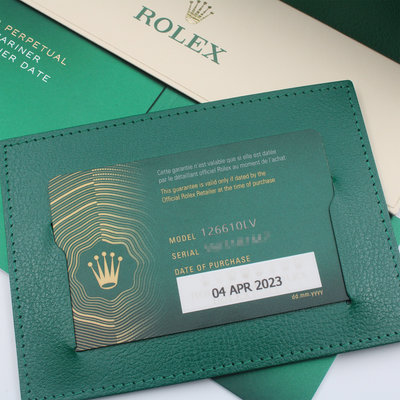 ROLEX
PERPETUAL
MARINER
NER DATE
Cette garantie n'est valable que si elle est datée
par le détaillant officiel Rolex au moment de l'achat.
This guarantee is valid only if dated by the
Official Rolex Retailer at the time of purchase
MODEL 126610LV
SERIAL
DATE OF PURCHASE
04 APR 2023
dd.mm.yyyy